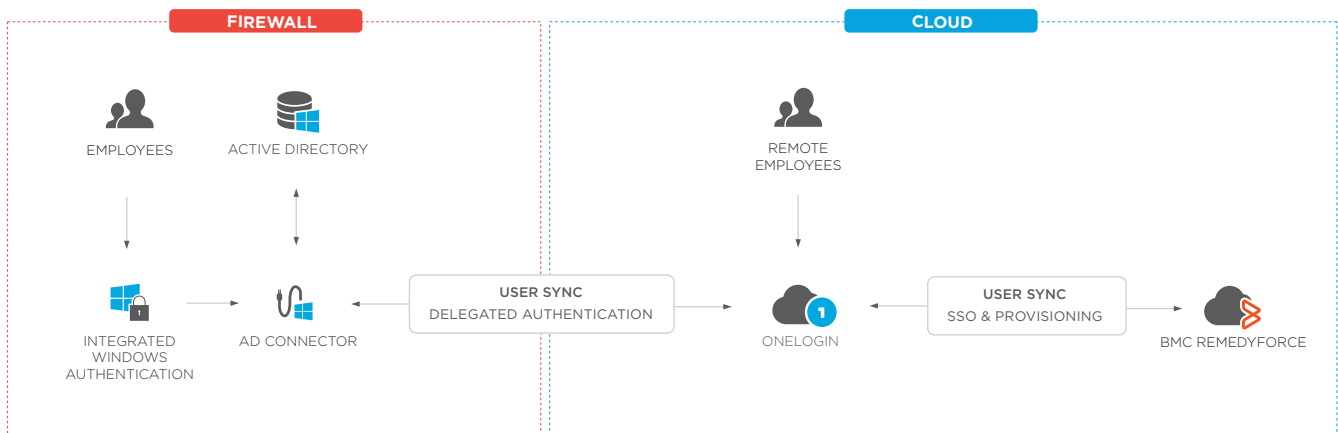 FIREWALL
CLOUD
EMPLOYEES
ACTIVE DIRECTORY
REMOTE
EMPLOYEES
INTEGRATED
WINDOWS
AUTHENTICATION
AD CONNECTOR
USER SYNC
DELEGATED AUTHENTICATION
1
ONELOGIN
USER SYNC
SSO & PROVISIONING
BMC REMEDYFORCE